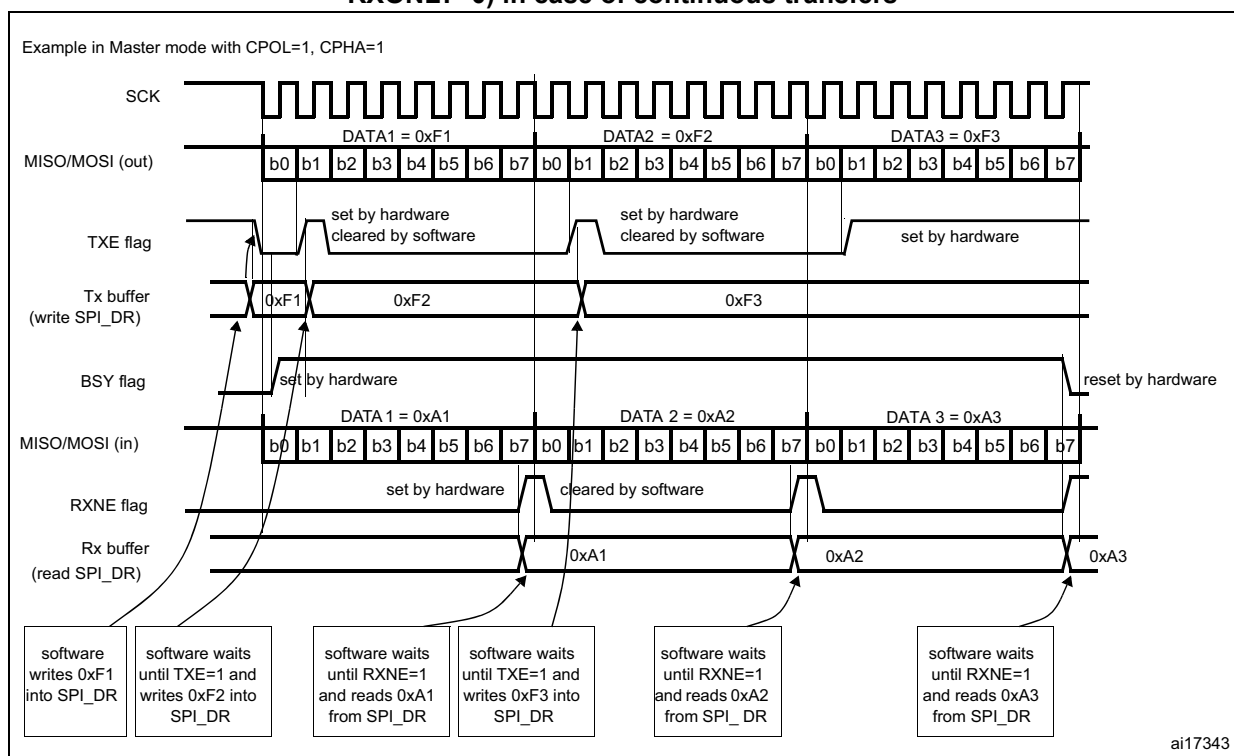 Example in Master mode with CPOL=1, CPHA=1
SCK
DATA1 = 0xF1 DATA2 = 0xF2 DATA3 = 0xF3
MISO/MOSI (out) b0 b1 b2 b3 b4 b5 b6 b7 b0 b1 b2 b3 b4 b5 b6 b7 b0 b1 b2 b3 b4 b5 b6 b7
set by hardware
cleared by software
set by hardware
cleared by software
TXE flag
set by hardware
Tx buffer
(write SPI_DR)
0xF1 0xF2 0xF3
BSY flag
set by hardware
reset by hardware
DATA 1 = 0xA1 DATA 2 = 0xA2 DATA 3 = 0xA3
MISO/MOSI (in) b0 b1 b2 b3 b4 b5 b6 b7 b0 b1 b2 b3 b4 b5 b6 b7 b0 b1 b2 b3 b4 b5 b6 b7
RXNE flag
set by hardware
cleared by software
Rx buffer
(read SPI_DR)
0xA1 0xA2 0xA3
software
writes 0xF1
into SPI_DR
software waits
until TXE=1 and
writes 0xF2 into
SPI_DR
software waits
until RXNE=1
and reads 0xA1
from SPI_DR
software waits
until TXE=1 and
writes 0xF3 into
SPI_DR
software waits
until RXNE=1
and reads 0xA2
from SPI_ DR
software waits
until RXNE=1
and reads 0xA3
from SPI_DR
ai17343